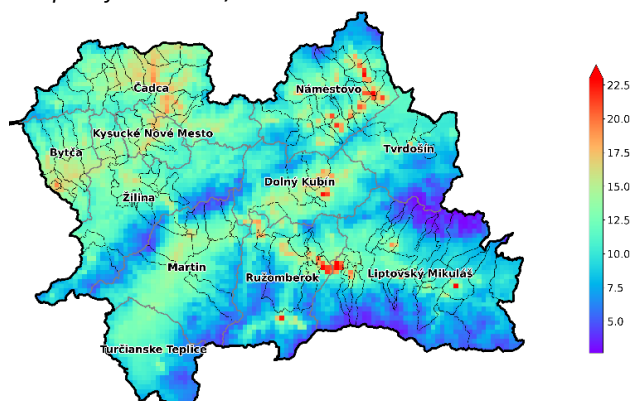 Čadca
Námestovo
Kysucké Nové Mesto
Bytča
Tvrdošín
Dolný Kubín
Žilina
Martin
Ružomberok
Liptovský Mikuláš
Turčianske Teplice
22.5
20.0
17.5
15.0
12.5
10.0
7.5
5.0